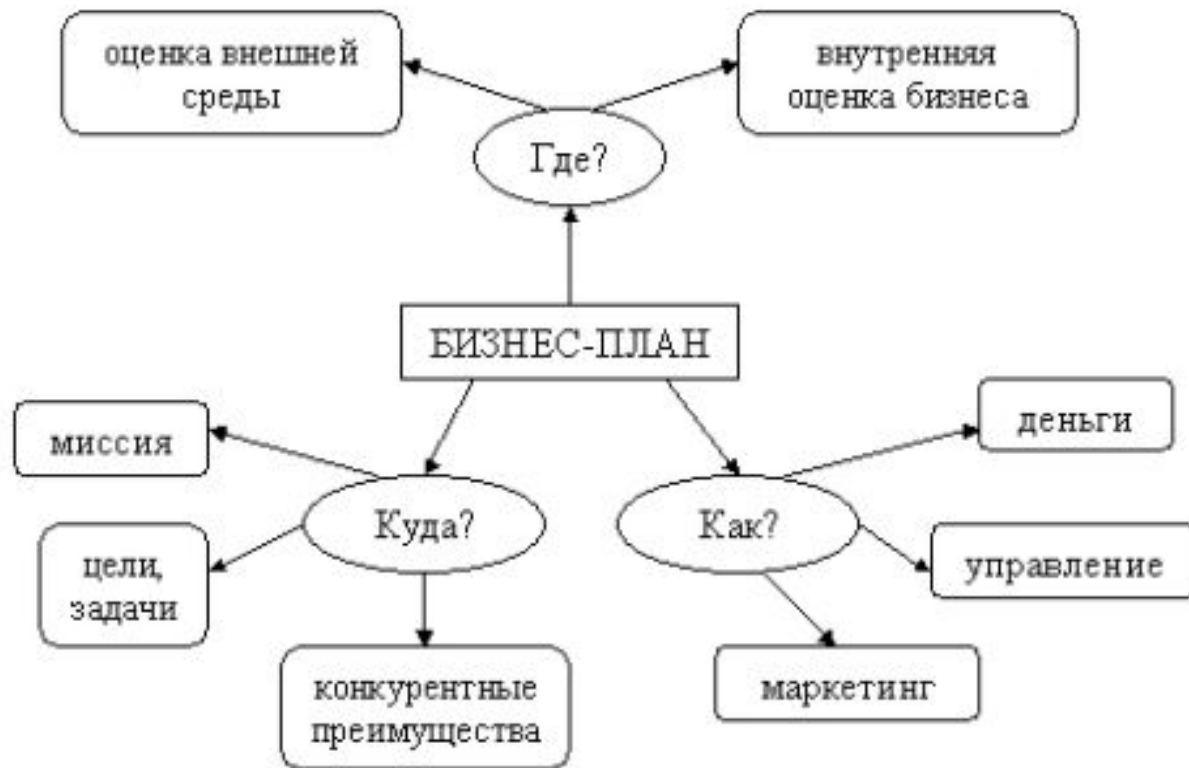 оценка внешней
среды
внутренняя
оценка бизнеса
Где?
БИЗНЕС-ПЛАН
миссия
деньги
Куда?
Как?
цели,
задачи
управление
конкурентные
преимущества
маркетинг